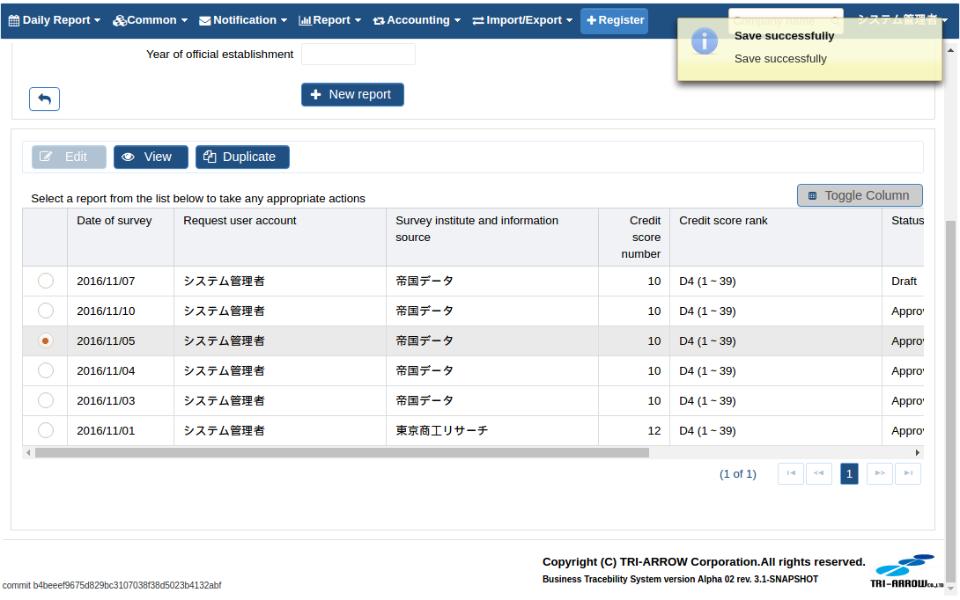 Daily Report Common Notification Report Accounting Import/Export Register システム管理者
Save successfully
Save successfully
Year of official establishment
New report
Edit View Duplicate
Select a report from the list below to take any appropriate actions
Toggle Column
Date of survey Request user account Survey institute and information source Credit score number Credit score rank Status
2016/11/07 システム管理者 帝国データ 10 D4 (1 ~ 39) Draft
2016/11/10 システム管理者 帝国データ 10 D4 (1 ~ 39) Appro
2016/11/05 システム管理者 帝国データ 10 D4 (1 ~ 39) Appro
2016/11/04 システム管理者 帝国データ 10 D4 (1 ~ 39) Appro
2016/11/03 システム管理者 帝国データ 10 D4 (1 ~ 39) Appro
2016/11/01 システム管理者 東京商工リサーチ 12 D4 (1 ~ 39) Appro
(1 of 1) 1
Copyright (C) TRI-ARROW Corporation.All rights reserved.
Business Tracebility System version Alpha 02 rev. 3.1-SNAPSHOT
TRI-ARROW Co.,LTD
commit b4beeef9675d829bc3107038f38d5023b4132abf